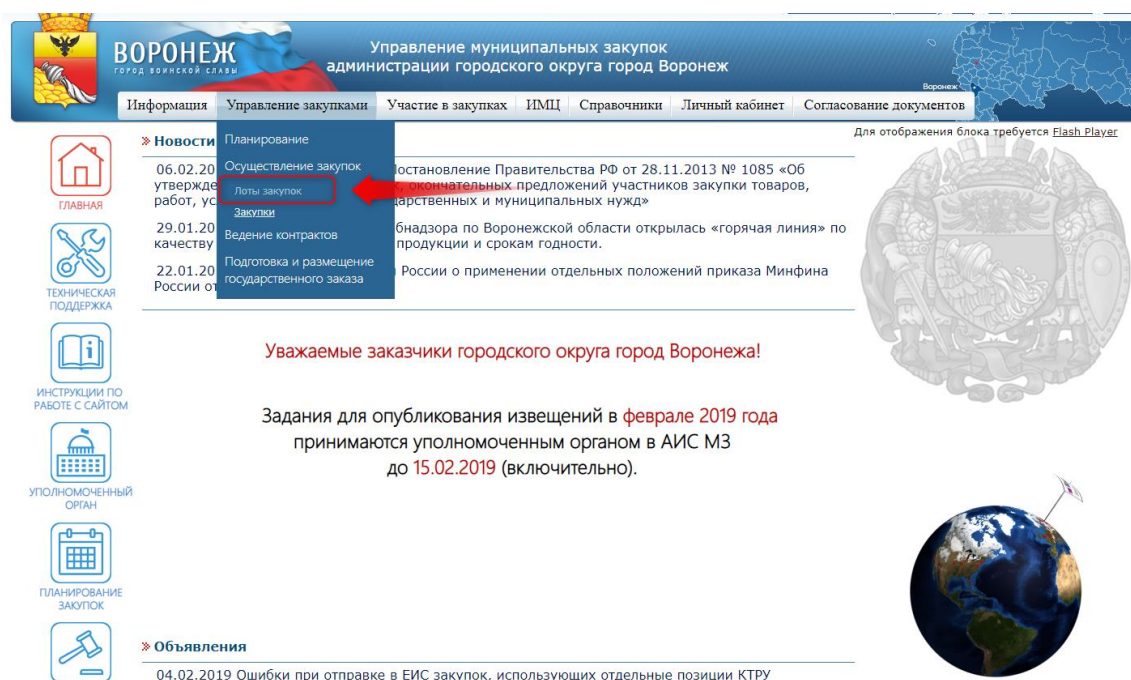 ВОРОНЕЖ
ГОРОД ВОИНСКОЙ СЛАВЫ
Управление муниципальных закупок
администрации городского округа город Воронеж
Воронеж
Информация Управление закупками Участие в закупках ИМЦ Справочники Личный кабинет Согласование документов
Для отображения блока требуется Flash Player
Планирование
Осуществление закупок
Лоты закупок
Закупки
Ведение контрактов
Подготовка и размещение
государственного заказа
» Новости
06.02.20 Постановление Правительства РФ от 28.11.2013 № 1085 «Об
утвержде окончательных предложений участников закупки товаров,
работ, ус дарственных и муниципальных нужд»
29.01.20 бнадзора по Воронежской области открылась «горячая линия» по
качеству продукции и срокам годности.
22.01.20 России о применении отдельных положений приказа Минфина
России от
ГЛАВНАЯ
ТЕХНИЧЕСКАЯ
ПОДДЕРЖКА
ИНСТРУКЦИИ ПО
РАБОТЕ С САЙТОМ
УПОЛНОМОЧЕННЫЙ
ОРГАН
ПЛАНИРОВАНИЕ
ЗАКУПОК
Уважаемые заказчики городского округа город Воронежа!
Задания для опубликования извещений в феврале 2019 года
принимаются уполномоченным органом в АИС МЗ
до 15.02.2019 (включительно).
» Объявления
04.02.2019 Ошибки при отправке в ЕИС закупок, использующих отдельные позиции КТРУ